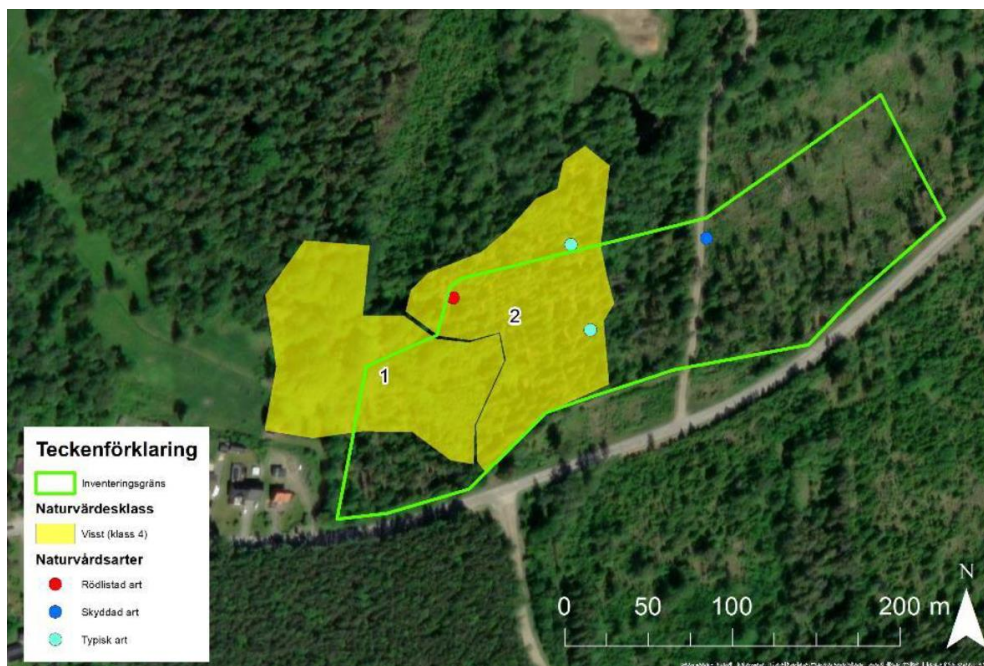 2
1
Teckenförklaring
Inventeringsgräns
Naturvärdesklass
Visst (klass 4)
Naturvårdsarter
Rödlistad art
Skyddad art
Typisk art
N
0 50 100 200 m